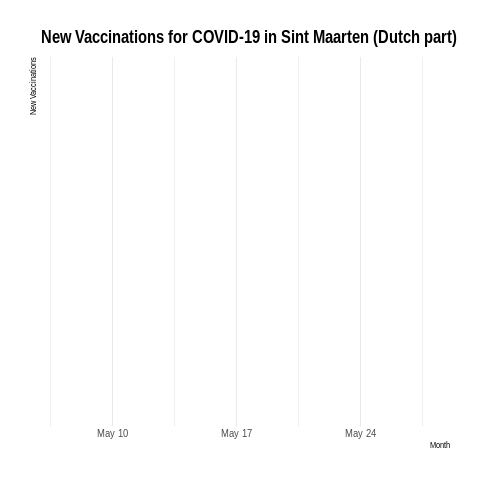 New Vaccinations for COVID-19 in Sint Maarten (Dutch part)
New Vaccinations
May 10
May 17
May 24
Month